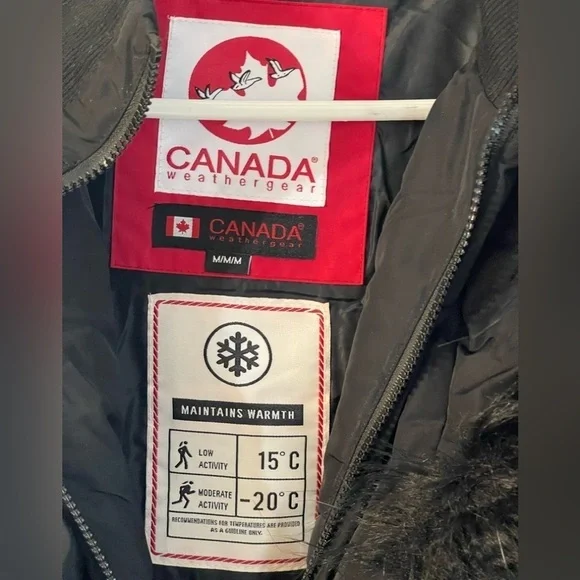 CANADA®
weathergear
CANADA®
weathergear
M/M/M
MAINTAINS WARMTH
LOW
ACTIVITY
15°C
MODERATE
ACTIVITY
-20°C
RECOMMENDATIONS FOR TEMPERATURES ARE PROVIDED
AS A GUIDLINE ONLY.